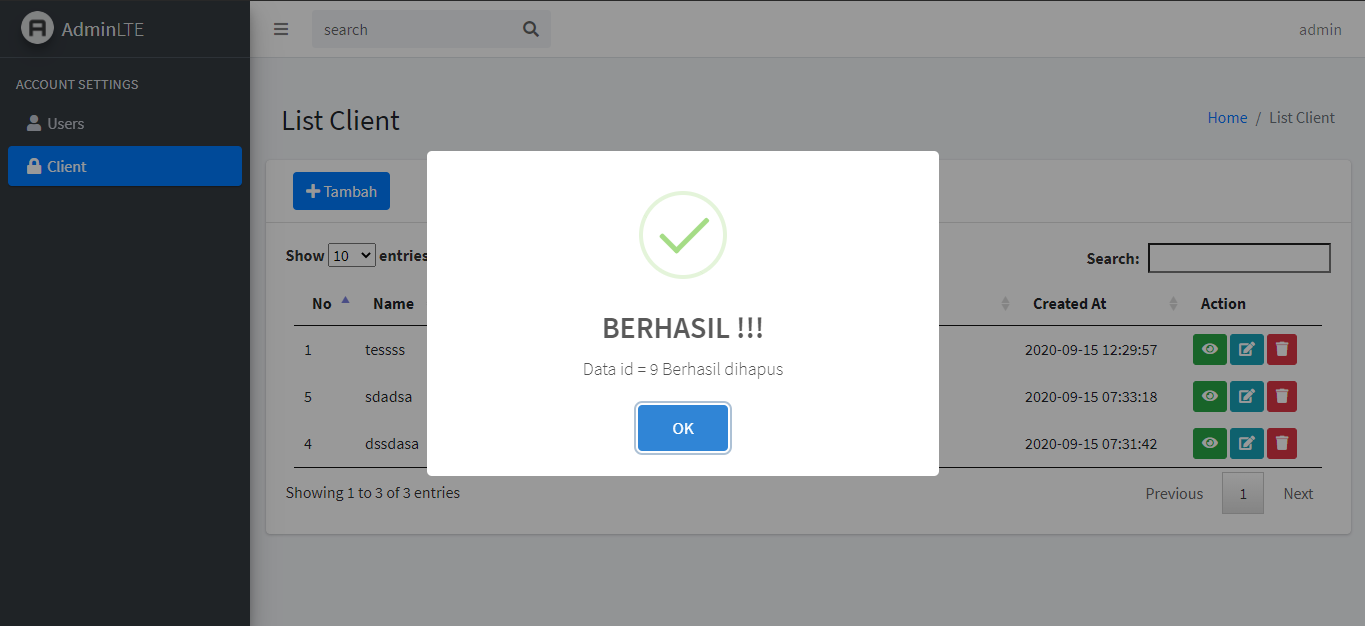 AdminLTE
search
admin
ACCOUNT SETTINGS
Users
Client
List Client
Home / List Client
Tambah
Show 10 entries
Search:
No Name Created At Action
1 tessss 2020-09-15 12:29:57
5 sdadsa 2020-09-15 07:33:18
4 dssdasa 2020-09-15 07:31:42
Showing 1 to 3 of 3 entries
Previous 1 Next
BERHASIL !!!
Data id = 9 Berhasil dihapus
OK